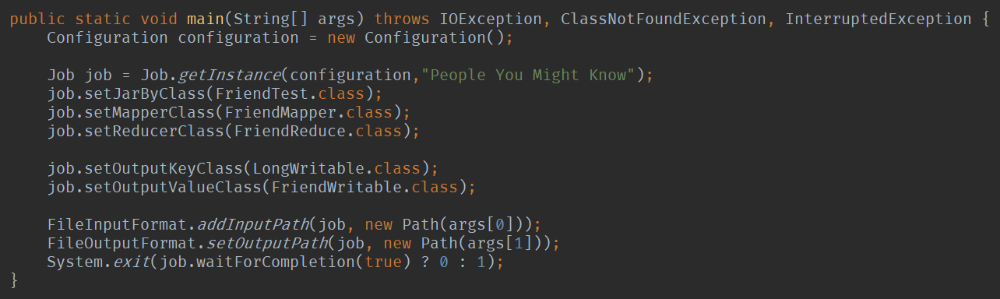 public static void main(String[] args) throws IOException, ClassNotFoundException, InterruptedException {
    Configuration configuration = new Configuration();

    Job job = Job.getInstance(configuration,"People You Might Know");
    job.setJarByClass(FriendTest.class);
    job.setMapperClass(FriendMapper.class);
    job.setReducerClass(FriendReduce.class);

    job.setOutputKeyClass(LongWritable.class);
    job.setOutputValueClass(FriendWritable.class);

    FileInputFormat.addInputPath(job, new Path(args[0]));
    FileOutputFormat.setOutputPath(job, new Path(args[1]));
    System.exit(job.waitForCompletion(true) ? 0 : 1);
}